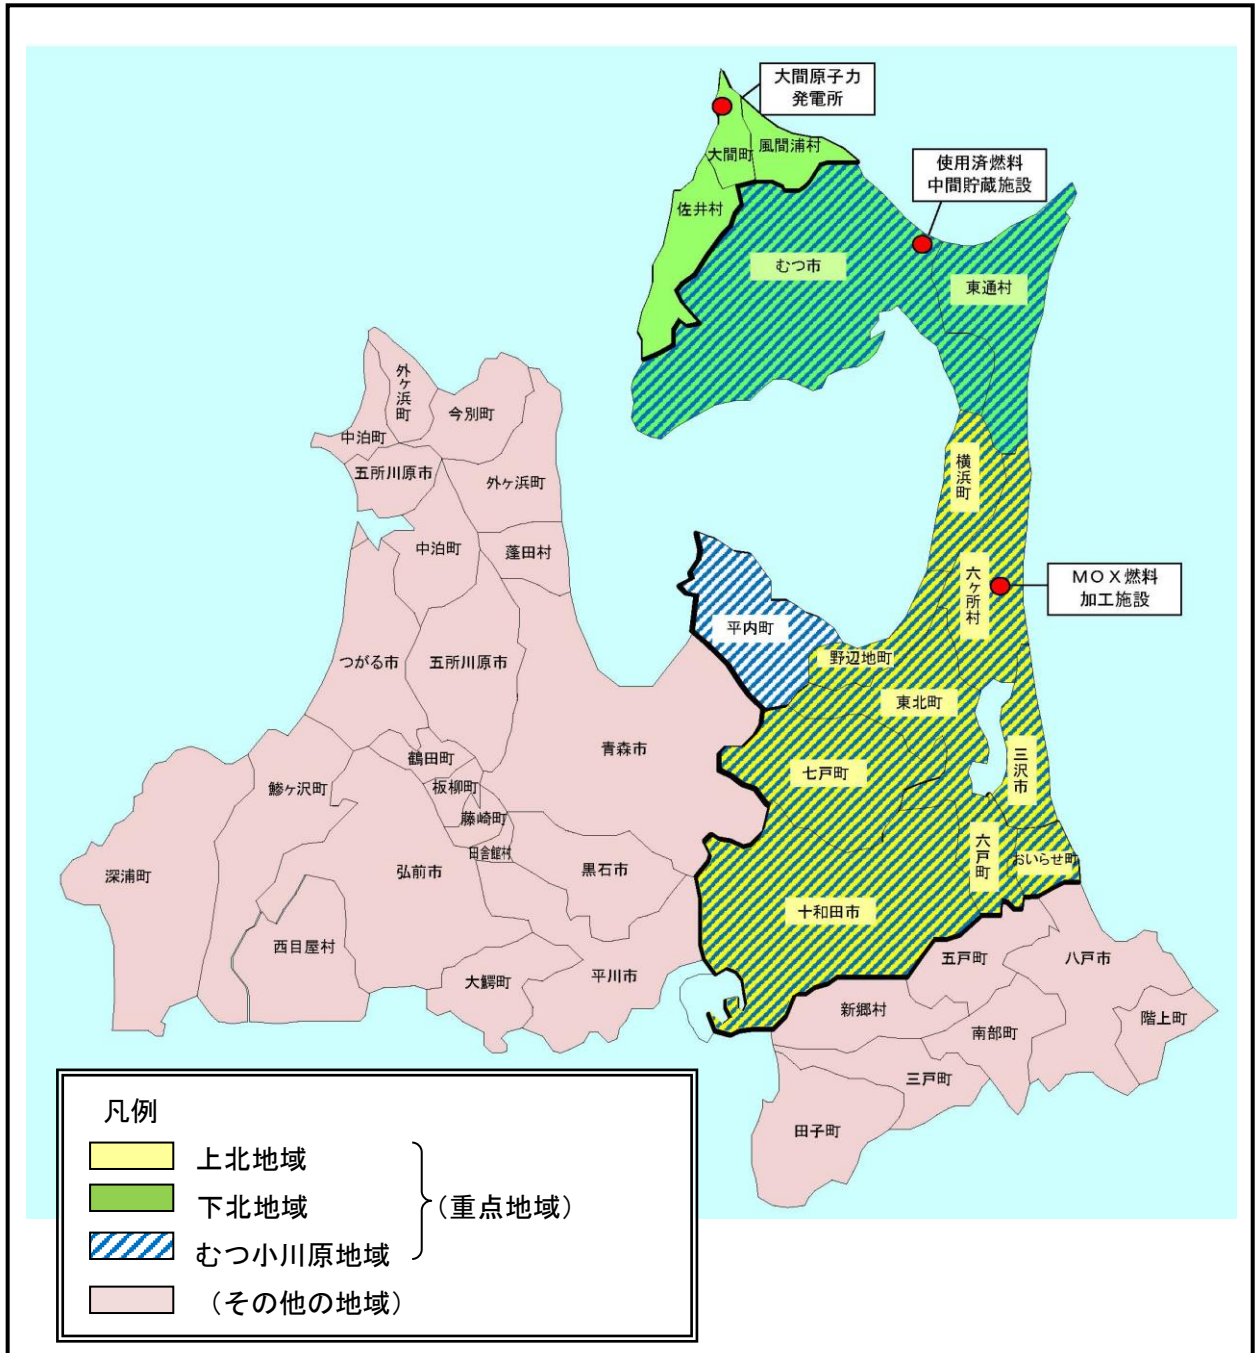 大間原子力
発電所
風間浦村
大間町
使用済燃料
中間貯蔵施設
佐井村
むつ市
東通村
外ヶ浜町
今別町
中泊町
五所川原市
外ヶ浜町
横浜町
中泊町
蓬田村
六ヶ所村
MOX燃料
加工施設
平内町
野辺地町
つがる市
五所川原市
東北町
青森市
三沢市
鶴田町
七戸町
鰺ヶ沢町
板柳町
藤崎町
田舎館村
六戸町
おいらせ町
深浦町
弘前市
黒石市
十和田市
西目屋村
大鰐町
平川市
五戸町
八戸市
新郷村
南部町
階上町
三戸町
田子町
凡例
上北地域
下北地域
(重点地域)
むつ小川原地域
(その他の地域)